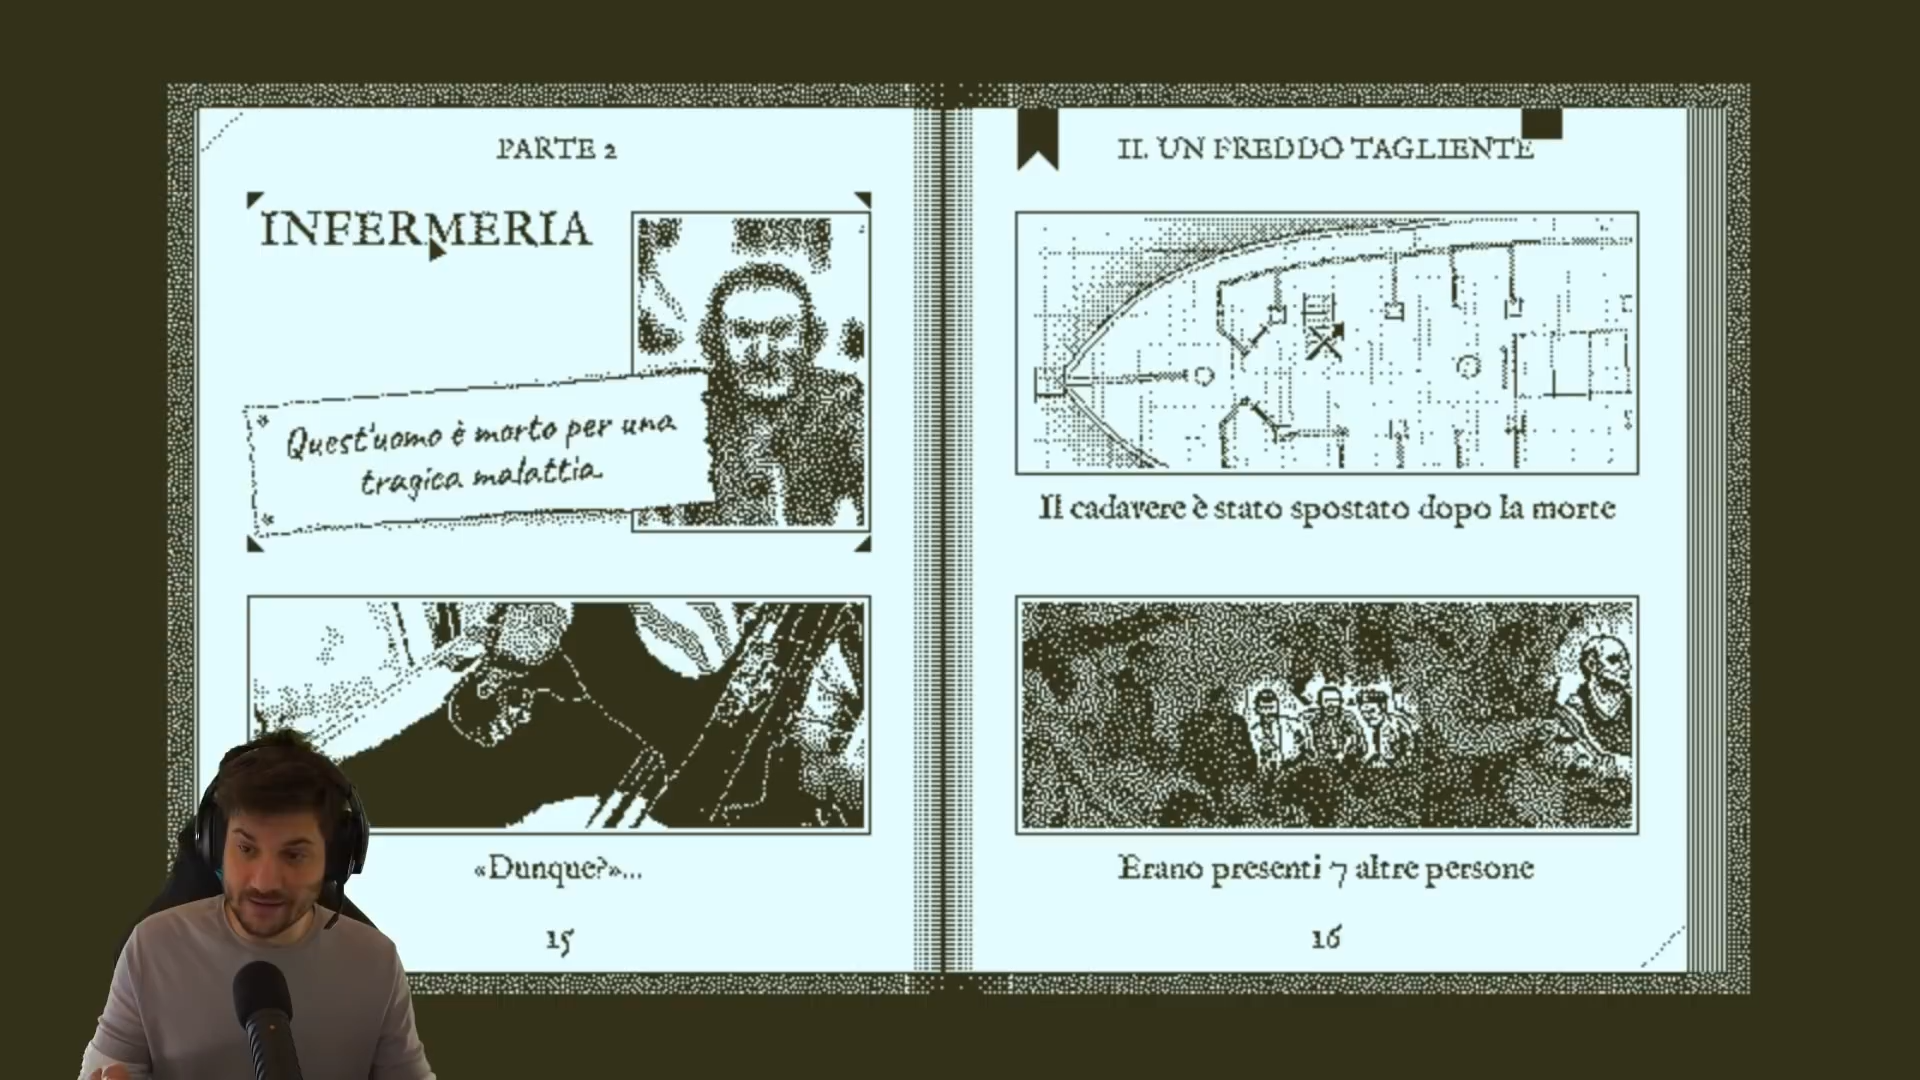 PARTE 2
INFERMERIA
Quest'uomo è morto per una
tragica malattia.
«Dunque?»...
15
II. UN FREDDO TAGLIENTE
Il cadavere è stato spostato dopo la morte
Erano presenti 7 altre persone
16